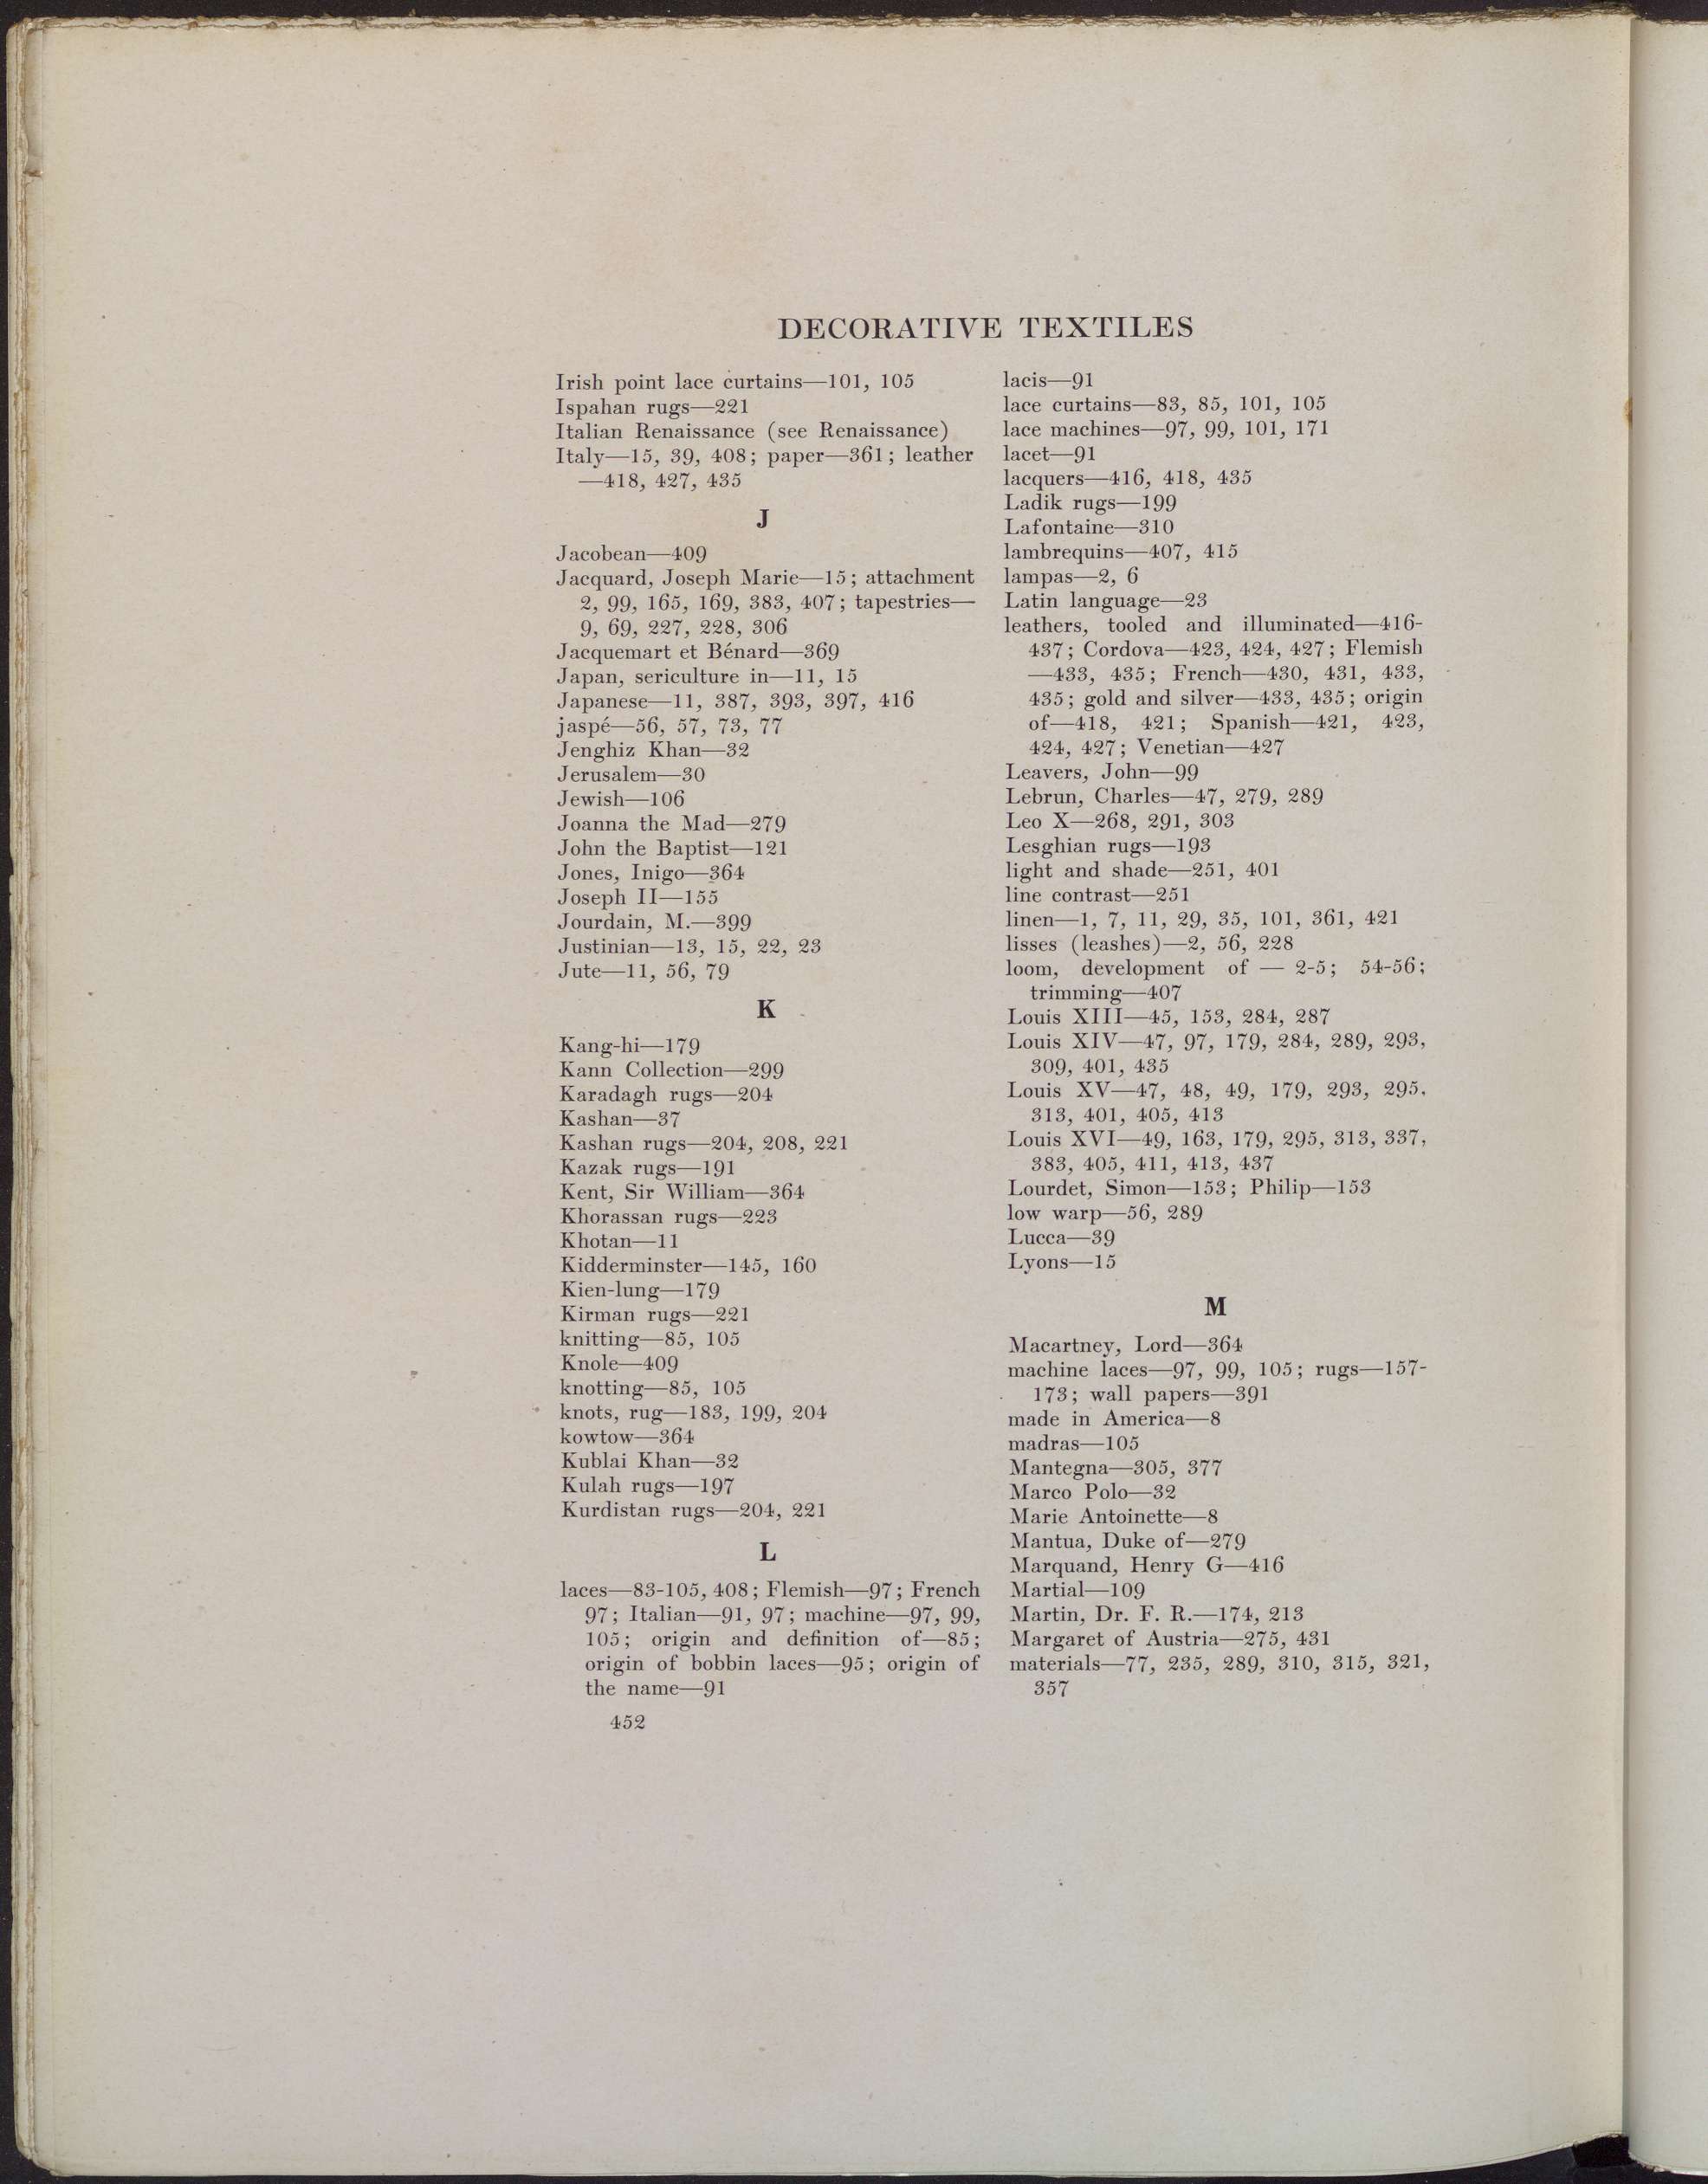 DECORATIVE TEXTILES
Irish point lace curtains—101, 105
Ispahan rugs—221
Italian Renaissance (see Renaissance)
Italy—15, 39, 408; paper—361; leather
—418, 427, 435
J
Jacobean—409
Jacquard, Joseph Marie—15; attachment
2, 99, 165, 169, 383, 407; tapestries—
9, 69, 227, 228, 306
Jacquemart et Bénard—369
Japan, sericulture in—11, 15
Japanese—11, 387, 393, 397, 416
jaspé—56, 57, 73, 77
Jenghiz Khan—32
Jerusalem—30
Jewish—106
Joanna the Mad—279
John the Baptist—121
Jones, Inigo—364
Joseph II—155
Jourdain, M.—399
Justinian—13, 15, 22, 23
Jute—11, 56, 79
K
Kang-hi—179
Kann Collection—299
Karadagh rugs—204
Kashan—37
Kashan rugs—204, 208, 221
Kazak rugs—191
Kent, Sir William—364
Khorassan rugs—223
Khotan—11
Kidderminster—145, 160
Kien-lung—179
Kirman rugs—221
knitting—85, 105
Knole—409
knotting—85, 105
knots, rug—183, 199, 204
kowtow—364
Kublai Khan—32
Kulah rugs—197
Kurdistan rugs—204, 221
L
laces—83-105, 408; Flemish—97; French
97; Italian—91, 97; machine—97, 99,
105; origin and definition of—85;
origin of bobbin laces—95; origin of
the name—91
lacis—91
lace curtains—83, 85, 101, 105
lace machines—97, 99, 101, 171
lacet—91
lacquers—416, 418, 435
Ladik rugs—199
Lafontaine—310
lambrequins—407, 415
lampas—2, 6
Latin language—23
leathers, tooled and illuminated—416-
437; Cordova—423, 424, 427; Flemish
—433, 435; French—430, 431, 433,
435; gold and silver—433, 435; origin
of—418, 421; Spanish—421, 423,
424, 427; Venetian—427
Leavers, John—99
Lebrun, Charles—47, 279, 289
Leo X—268, 291, 303
Lesghian rugs—193
light and shade—251, 401
line contrast—251
linen—1, 7, 11, 29, 35, 101, 361, 421
lisses (leashes)—2, 56, 228
loom, development of — 2-5; 54-56;
trimming—407
Louis XIII—45, 153, 284, 287
Louis XIV—47, 97, 179, 284, 289, 293,
309, 401, 435
Louis XV—47, 48, 49, 179, 293, 295,
313, 401, 405, 413
Louis XVI—49, 163, 179, 295, 313, 337,
383, 405, 411, 413, 437
Lourdet, Simon—153; Philip—153
low warp—56, 289
Lucca—39
Lyons—15
M
Macartney, Lord—364
machine laces—97, 99, 105; rugs—157-
173; wall papers—391
made in America—8
madras—105
Mantegna—305, 377
Marco Polo—32
Marie Antoinette—8
Mantua, Duke of—279
Marquand, Henry G—416
Martial—109
Martin, Dr. F. R.—174, 213
Margaret of Austria—275, 431
materials—77, 235, 289, 310, 315, 321,
357
452